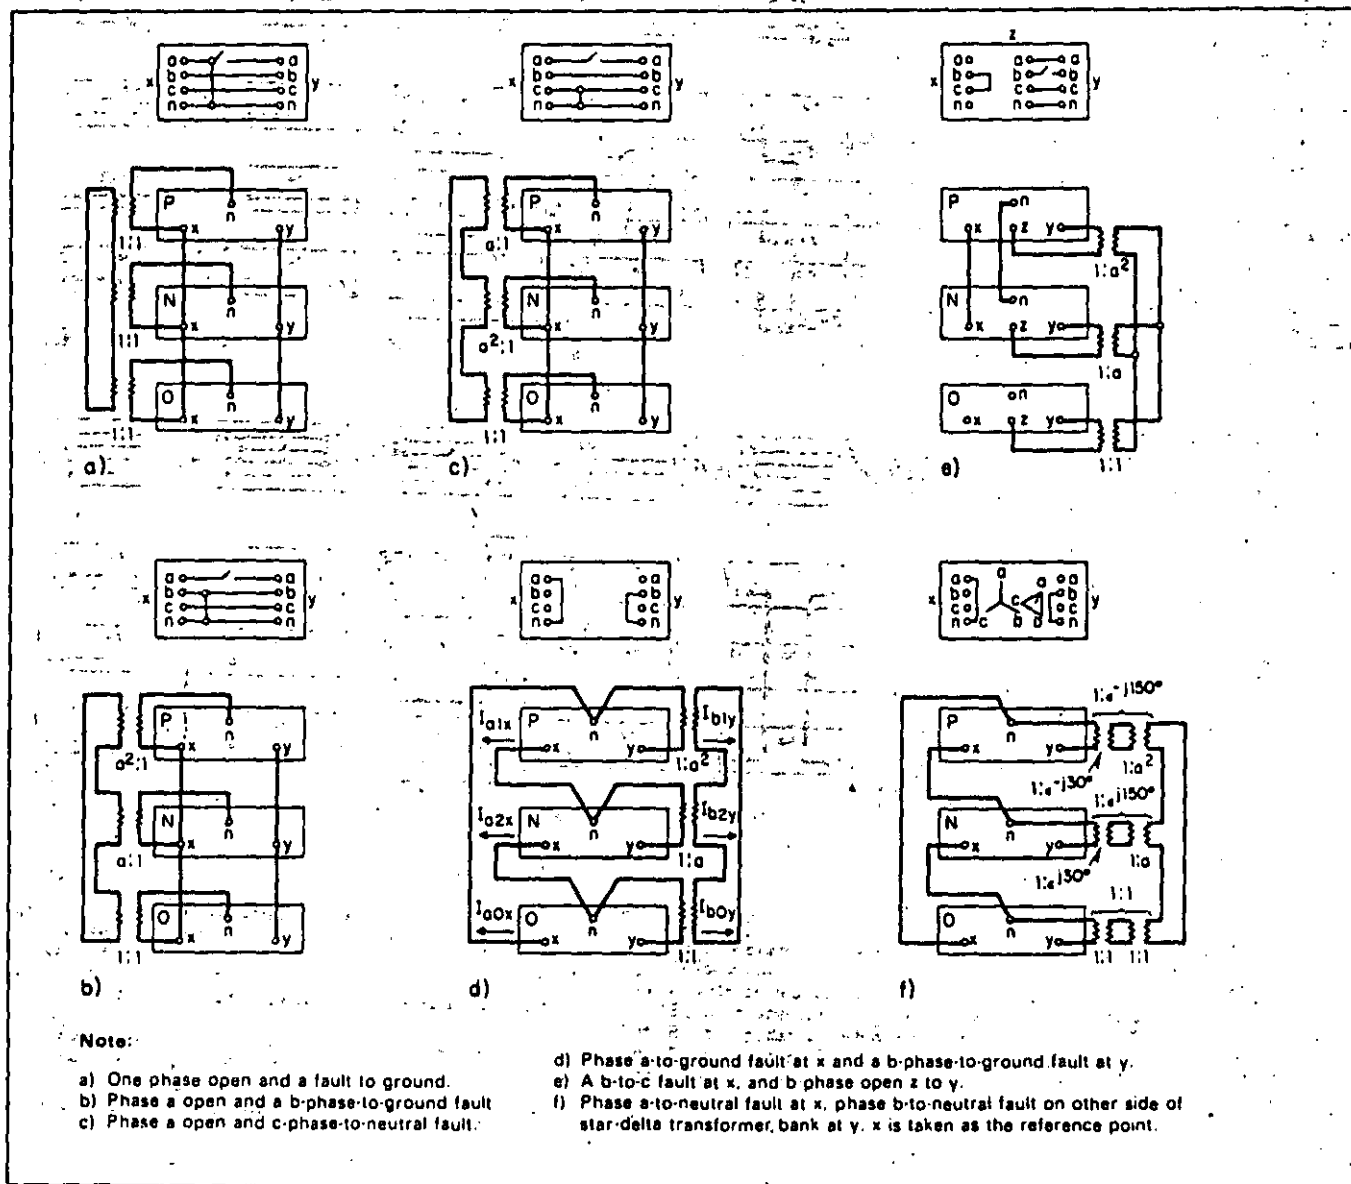 a a
b b
c c
n n
x y
P
n
x y
1:1
N
n
x y
1:1
O
n
x y
1:1
a)
a a
b b
c c
n n
x y
P
n
x y
a:1
N
n
x y
a²:1
O
n
x y
1:1
c)
z
a a
b b
c c
n n
x y
P
n
x z y
1:a²
N
n
x z y
1:a
O
n
x z y
1:1
e)
a a
b b
c c
n n
x y
P
n
x y
a²:1
N
n
x y
a:1
O
n
x y
1:1
b)
a a
b b
c c
n n
x y
Ia1x P Ib1y
n
x y
1:a²
Ia2x N Ib2y
n
x y
1:a
Ia0x O Ib0y
n
x y
1:1
d)
a a a a
b c b
c c
n c b b n
x y
1:e-j150°
P
n
x y
1:a²
1:e-j30°
1:ej150°
N
n
x y
1:a
1:ej30°
1:1
O
n
x y
1:1 1:1
f)
Note:
a) One phase open and a fault to ground.
b) Phase a open and a b-phase-to-ground fault
c) Phase a open and c-phase-to-neutral fault.
d) Phase a-to-ground fault at x and a b-phase-to-ground fault at y.
e) A b-to-c fault at x, and b phase open z to y.
f) Phase a-to-neutral fault at x, phase b-to-neutral fault on other side of
star-delta transformer bank at y. x is taken as the reference point.